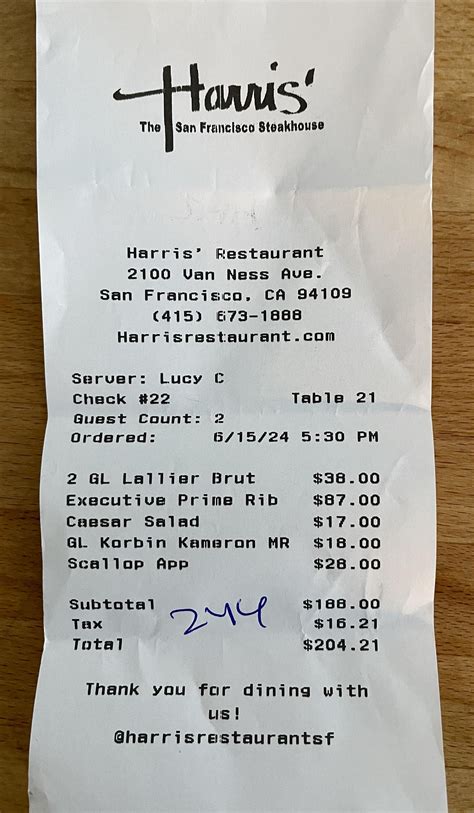 Harris'
The San Francisco Steakhouse
Harris' Restaurant
2100 Van Ness Ave.
San Francisco, CA 94109
(415) 673-1888
Harrisrestaurant.com
Server: Lucy C
Check #22 Table 21
Guest Count: 2
Ordered: 6/15/24 5:30 PM
2 GL Lallier Brut $38.00
Executive Prime Rib $87.00
Caesar Salad $17.00
GL Korbin Kameron MR $18.00
Scallop App $28.00
Subtotal $188.00
244
Tax $16.21
Total $204.21
Thank you for dining with
us!
@harrisrestaurantsf